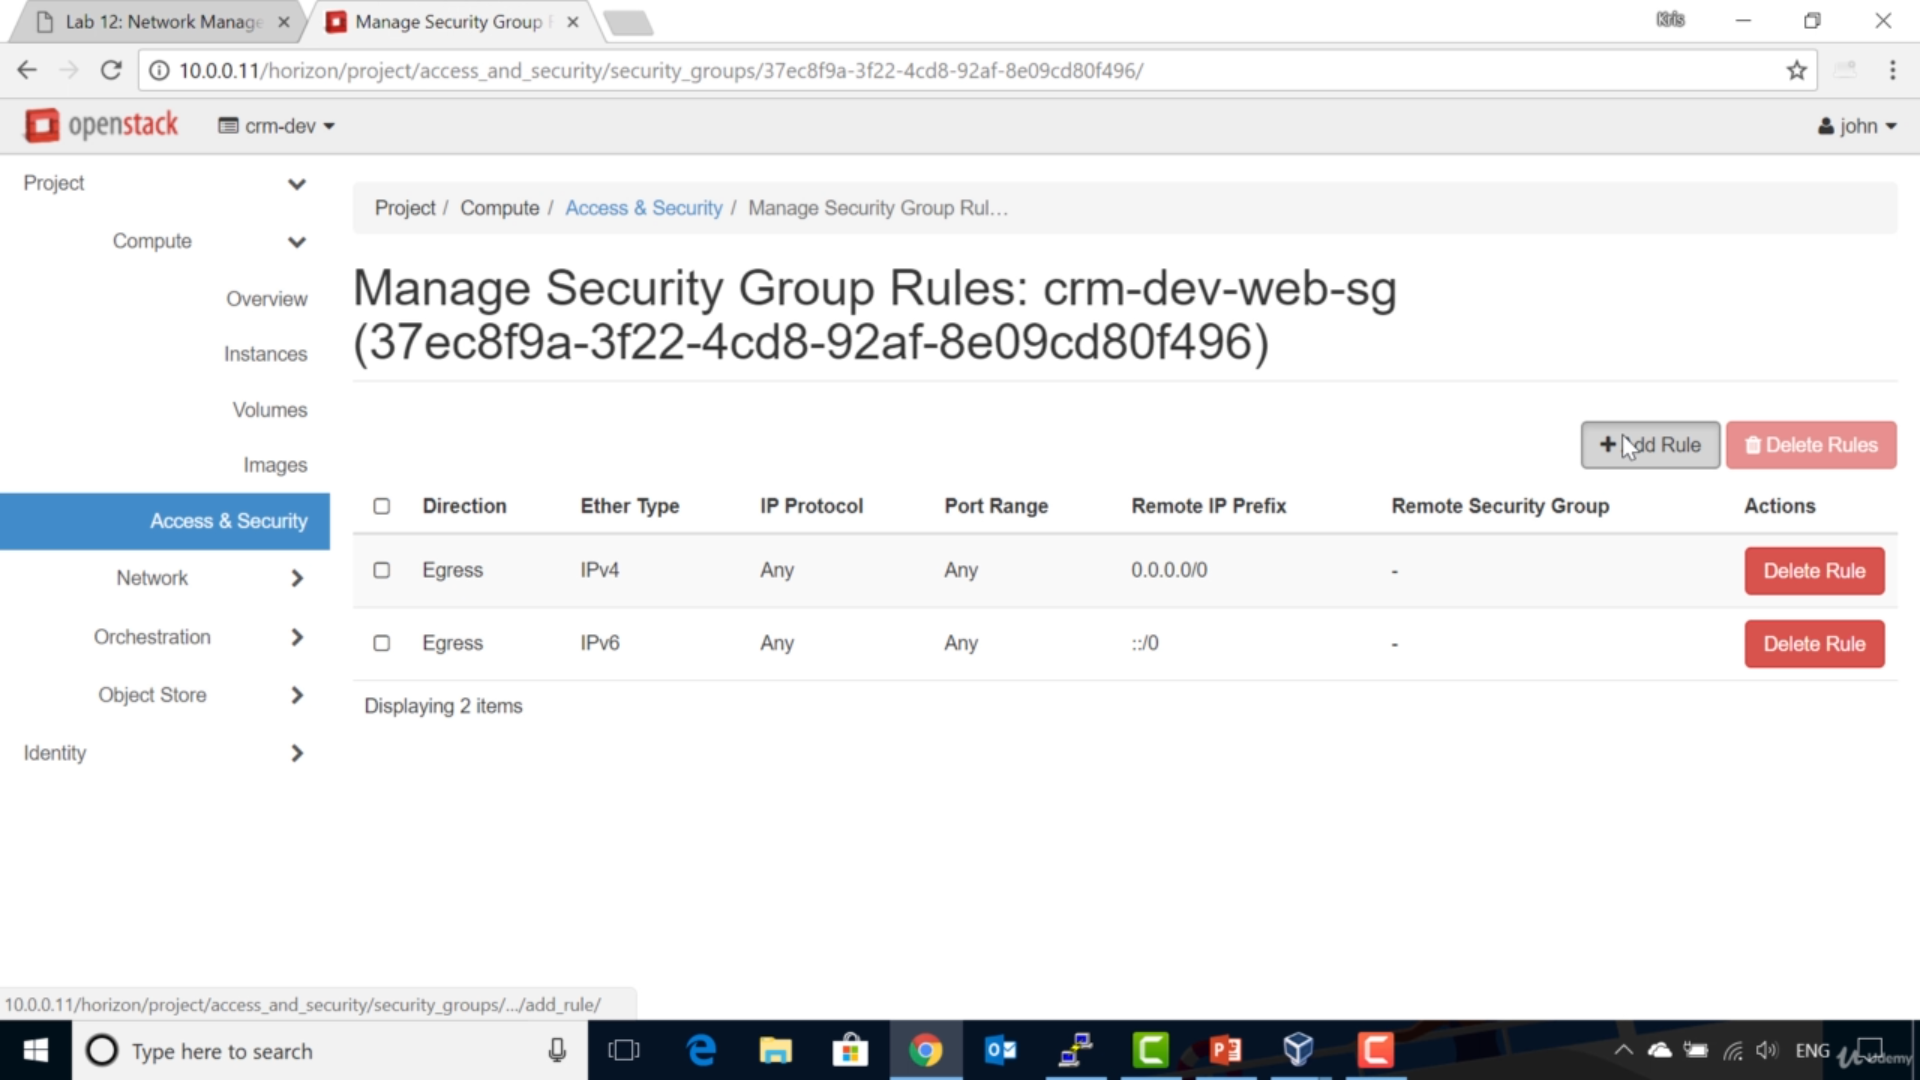 Lab 12: Network Manage
Manage Security Group R
Kris
10.0.0.11/horizon/project/access_and_security/security_groups/37ec8f9a-3f22-4cd8-92af-8e09cd80f496/
openstack
crm-dev
john
Project
Compute
Overview
Instances
Volumes
Images
Access & Security
Network
Orchestration
Object Store
Identity
Project / Compute / Access & Security / Manage Security Group Rul…
Manage Security Group Rules: crm-dev-web-sg
(37ec8f9a-3f22-4cd8-92af-8e09cd80f496)
+ Add Rule
Delete Rules
Direction Ether Type IP Protocol Port Range Remote IP Prefix Remote Security Group Actions
Egress IPv4 Any Any 0.0.0.0/0 - Delete Rule
Egress IPv6 Any Any ::/0 - Delete Rule
Displaying 2 items
10.0.0.11/horizon/project/access_and_security/security_groups/.../add_rule/
Type here to search
ENG
Udemy